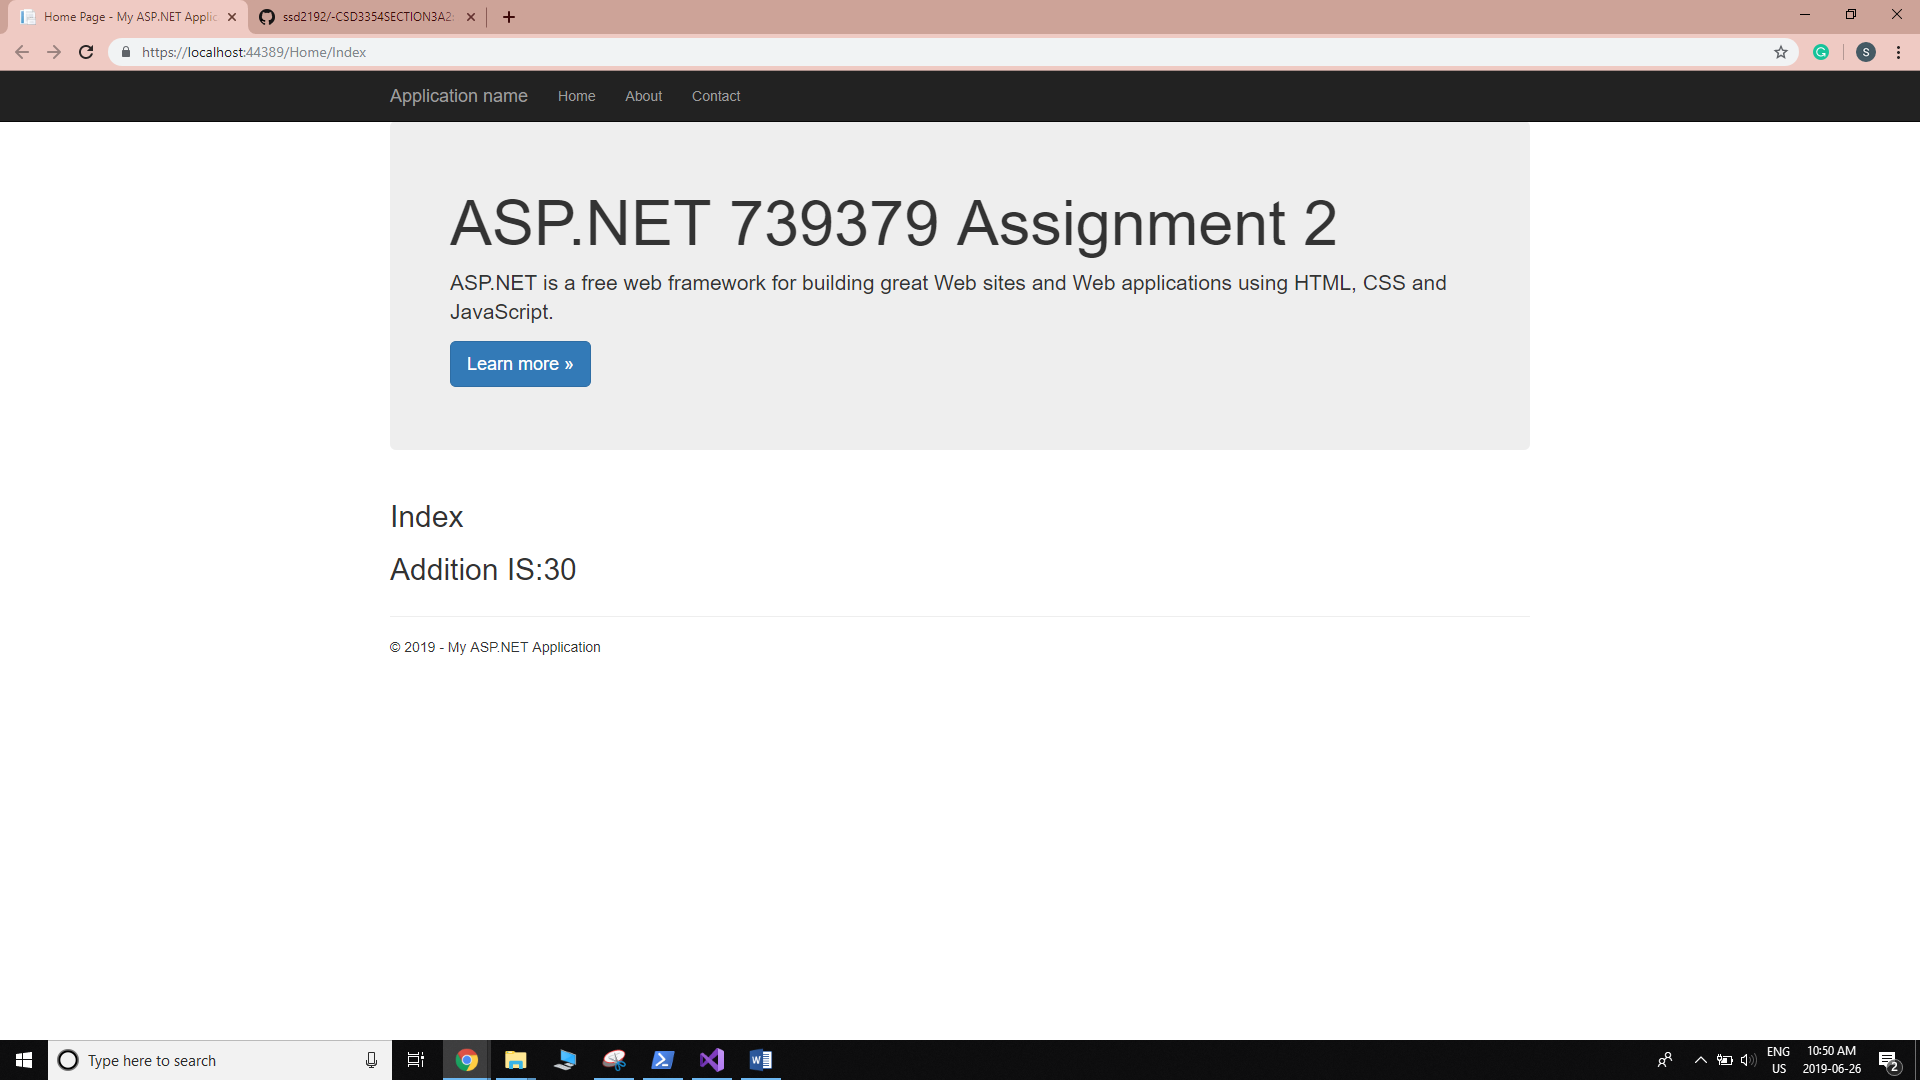 Home Page - My ASP.NET Applic
ssd2192/-CSD3354SECTION3A2
https://localhost:44389/Home/Index
S
Application name
Home
About
Contact
ASP.NET 739379 Assignment 2
ASP.NET is a free web framework for building great Web sites and Web applications using HTML, CSS and
JavaScript.
Learn more »
Index
Addition IS:30
© 2019 - My ASP.NET Application
Type here to search
ENG
US
10:50 AM
2019-06-26
2